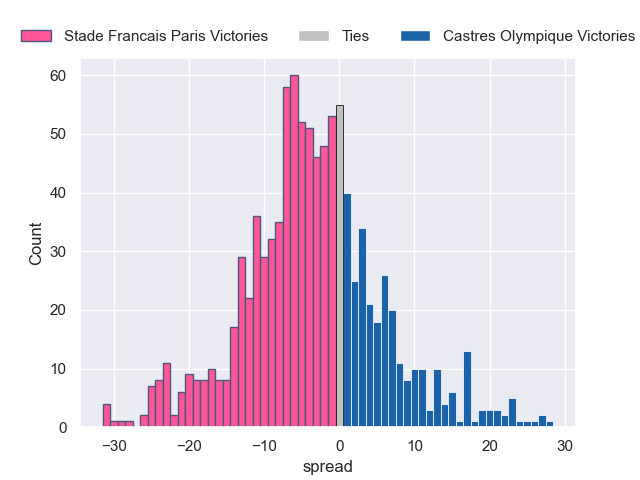 Stade Francais Paris Victories Ties Castres Olympique Victories
60
50
40
30
20
10
0
Count
−30 −20 −10 0 10 20 30
spread